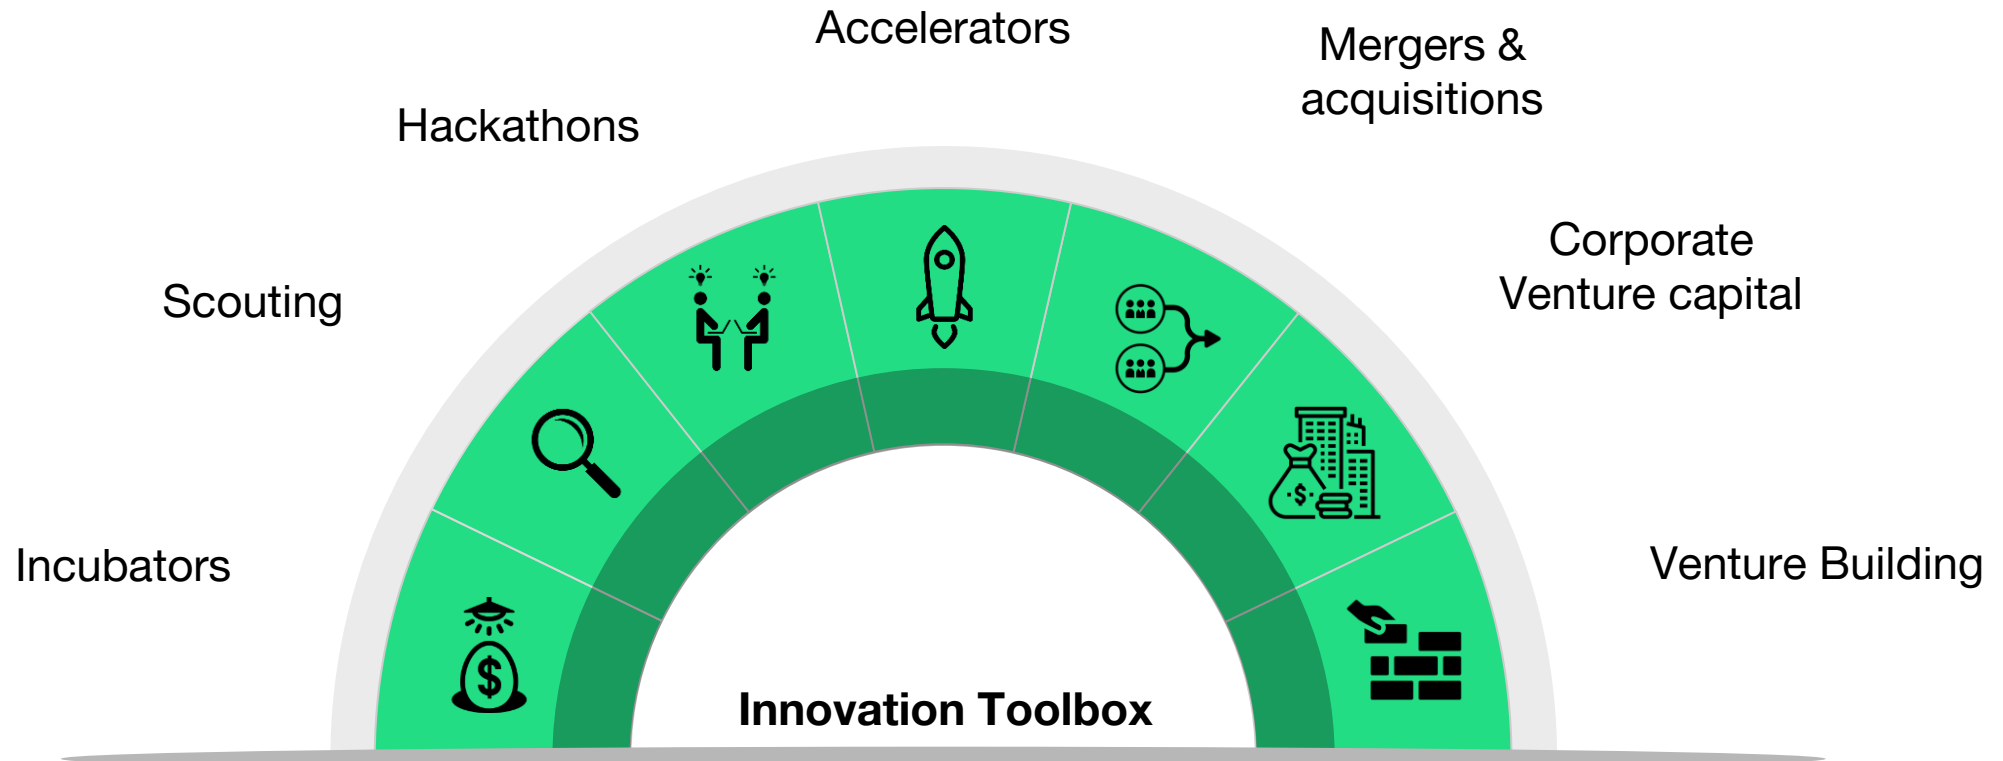 Accelerators
Mergers &
acquisitions
Hackathons
Corporate
Venture capital
Scouting
Incubators
Venture Building
$
$
Innovation Toolbox